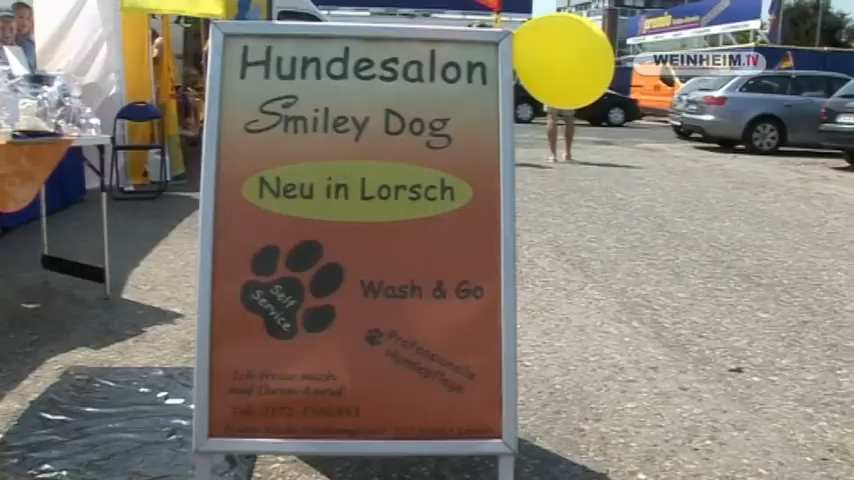 Hundesalon
Smiley Dog
Neu in Lorsch
Self
Service
Wash & Go
Professionelle
Hundepflege
Ich freue mich
auf Ihren Anruf
WEINHEIM.TV